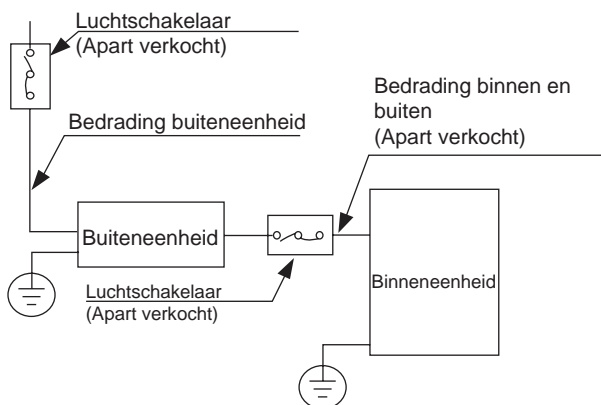 Luchtschakelaar
(Apart verkocht)
Bedrading binnen en
buiten
(Apart verkocht)
Bedrading buiteneenheid
Buiteneenheid
Luchtschakelaar
(Apart verkocht)
Binneneenheid